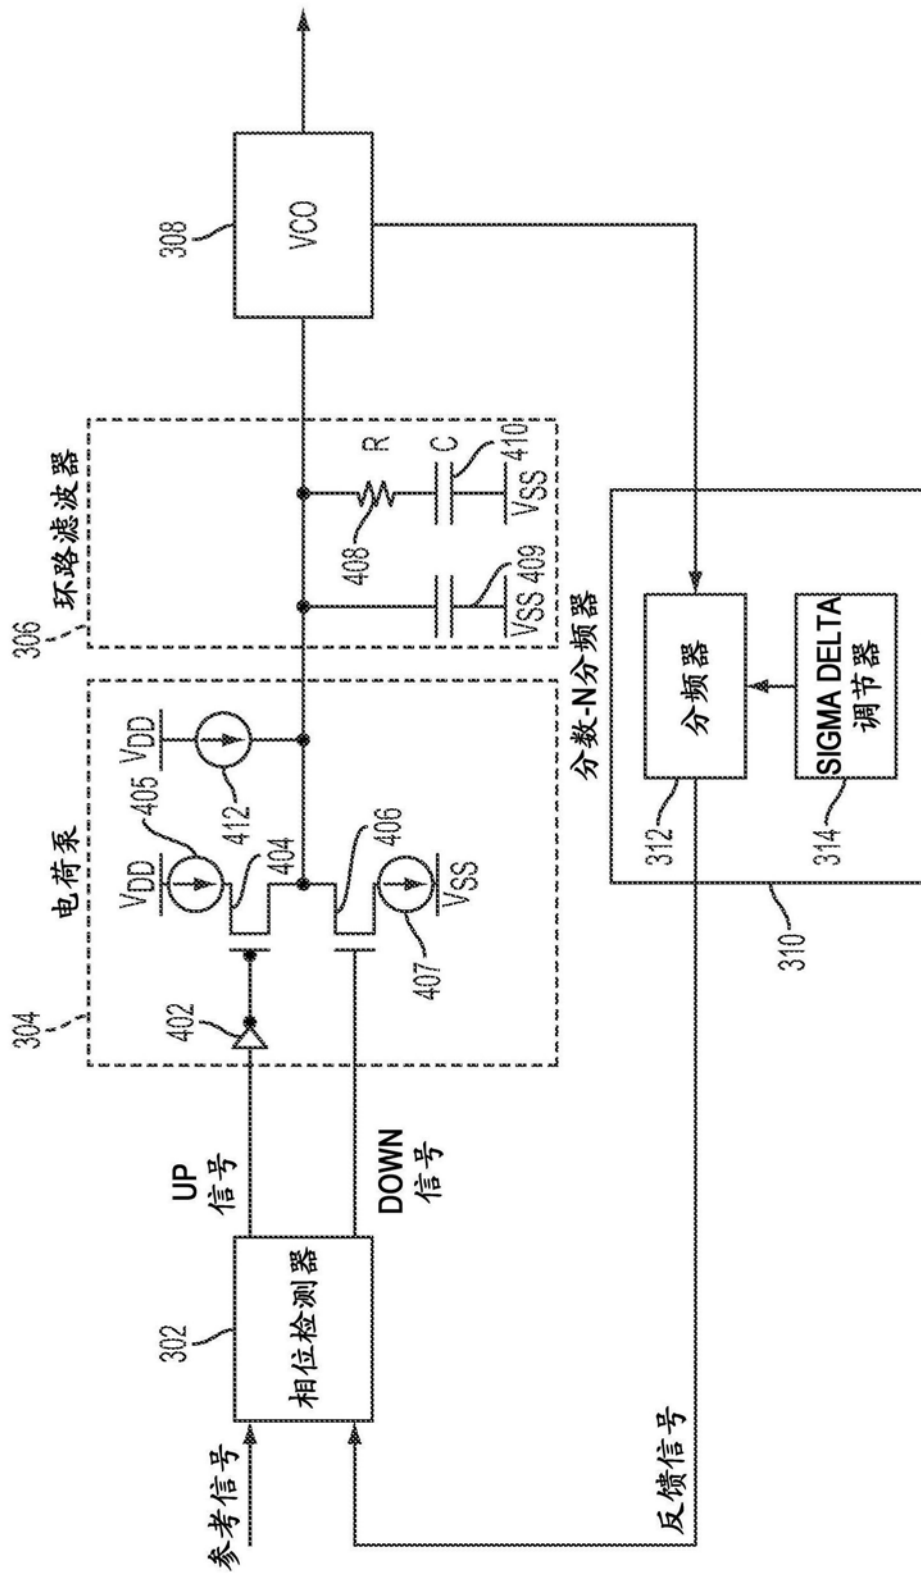 304
电荷泵
306
环路滤波器
308
VCO
302
相位检测器
参考信号
UP
信号
DOWN
信号
402
VDD
405
404
406
407
VSS
VDD
412
VSS
409
408
R
C
410
VSS
分数-N分频器
310
312
分频器
314
SIGMA DELTA
调节器
反馈信号